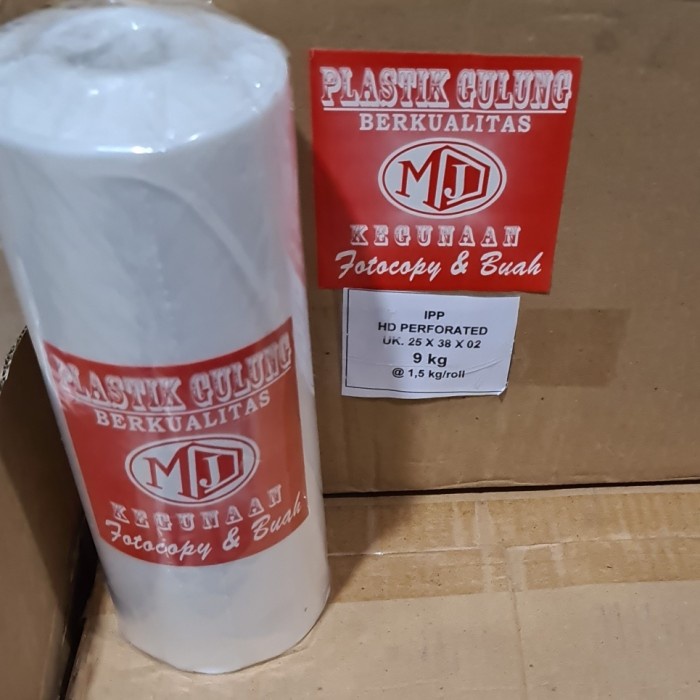 PLASTIK GULUNG
BERKUALITAS
MJ
KEGUNAAN
Fotocopy & Buah
IPP
HD PERFORATED
UK. 25 X 38 X 02
9 kg
@ 1,5 kg/roll
PLASTIK GULUNG
BERKUALITAS
MJ
KEGUNAAN
Fotocopy & Buah